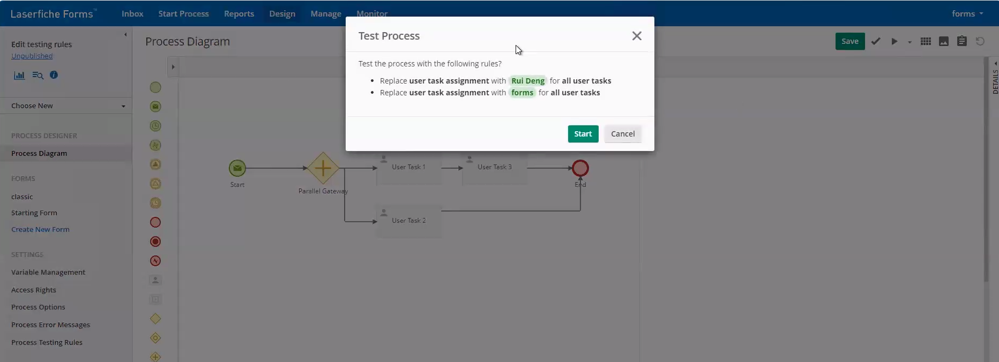 Laserfiche Forms™
Inbox
Start Process
Reports
Design
Manage
Monitor
forms
Edit testing rules
Unpublished
Process Diagram
Save
Test Process
Test the process with the following rules?
• Replace user task assignment with Rui Deng for all user tasks
• Replace user task assignment with forms for all user tasks
Start
Cancel
Choose New
PROCESS DESIGNER
Process Diagram
FORMS
classic
Starting Form
Create New Form
SETTINGS
Variable Management
Access Rights
Process Options
Process Error Messages
Process Testing Rules
Start
Parallel Gateway
User Task 1
User Task 3
End
User Task 2
DETAILS